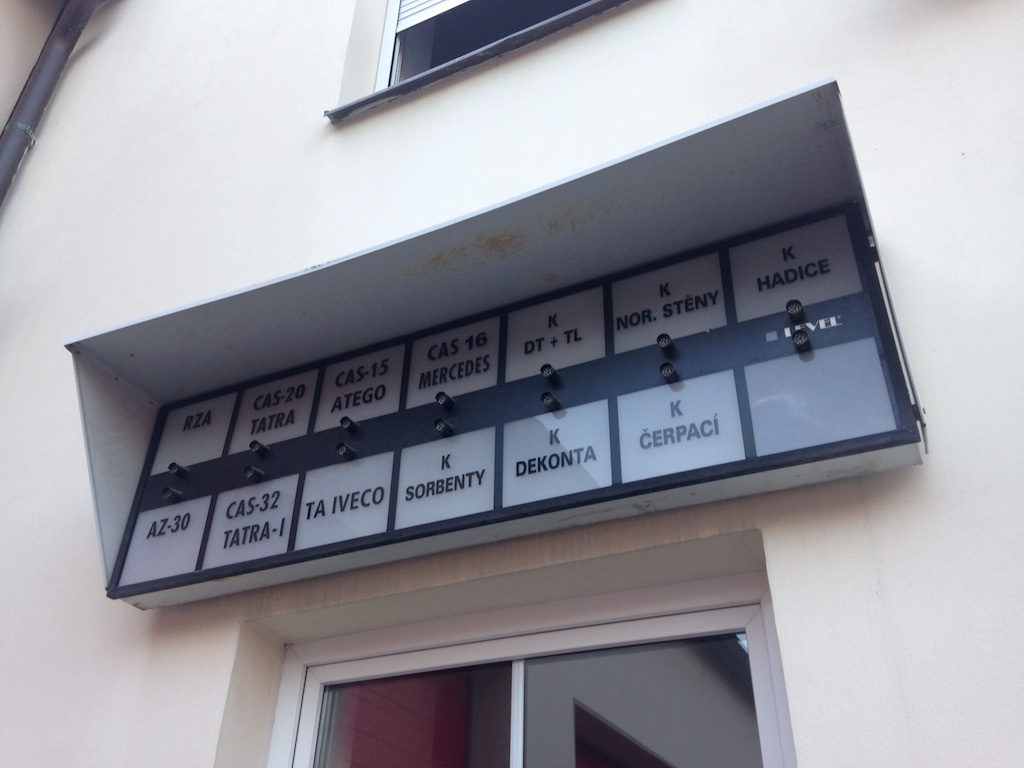 RZA
CAS-20
TATRA
CAS-15
ATEGO
CAS 16
MERCEDES
K
DT + TL
K
NOR. STĚNY
K
HADICE
LEVEL
AZ-30
CAS-32
TATRA-I
TA IVECO
K
SORBENTY
K
DEKONTA
K
ČERPACÍ